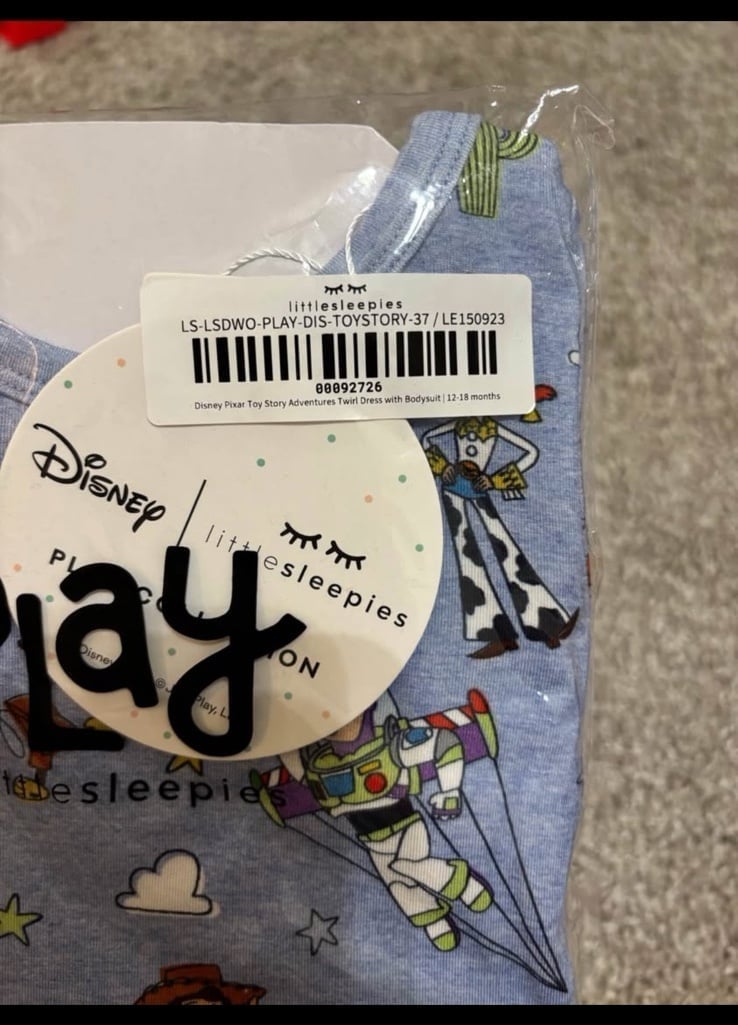 littlesleepies
LS-LSDWO-PLAY-DIS-TOYSTORY-37 / LE150923
00092726
Disney Pixar Toy Story Adventures Twirl Dress with Bodysuit | 12-18 months
Disney
littlesleepies
Play
littlesleepies